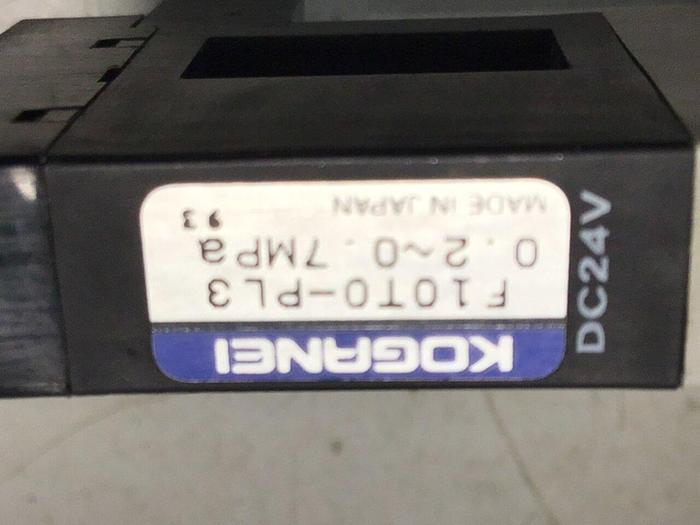 KOGANEI
F10T0-PL3
0.2~0.7MPa
93
MADE IN JAPAN
DC24V